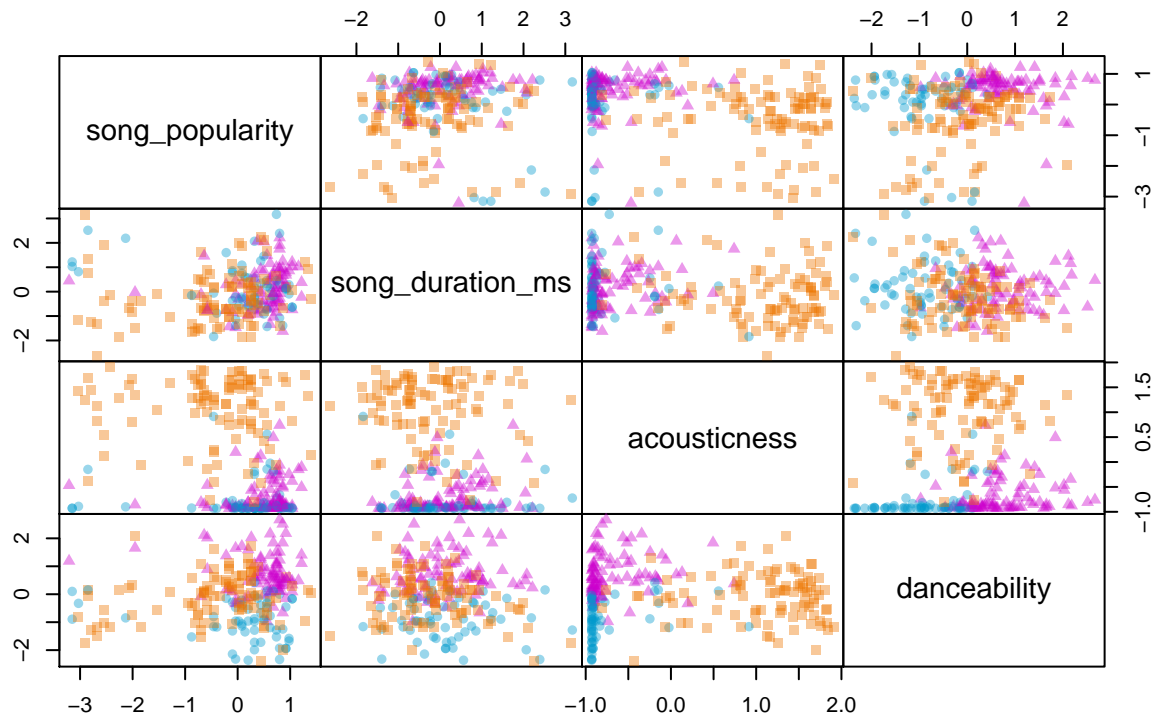 −2 0 1 2 3 −2 0 1 2
song_popularity
−3 −1 1
−2 0 2
song_duration_ms
acousticness
−1.0 0.5 1.5
−2 0 2
danceability
−3 −2 −1 0 1 −1.0 0.0 1.0 2.0